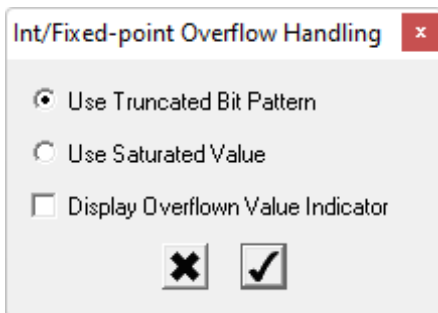 Int/Fixed-point Overflow Handling
Use Truncated Bit Pattern
Use Saturated Value
Display Overflown Value Indicator